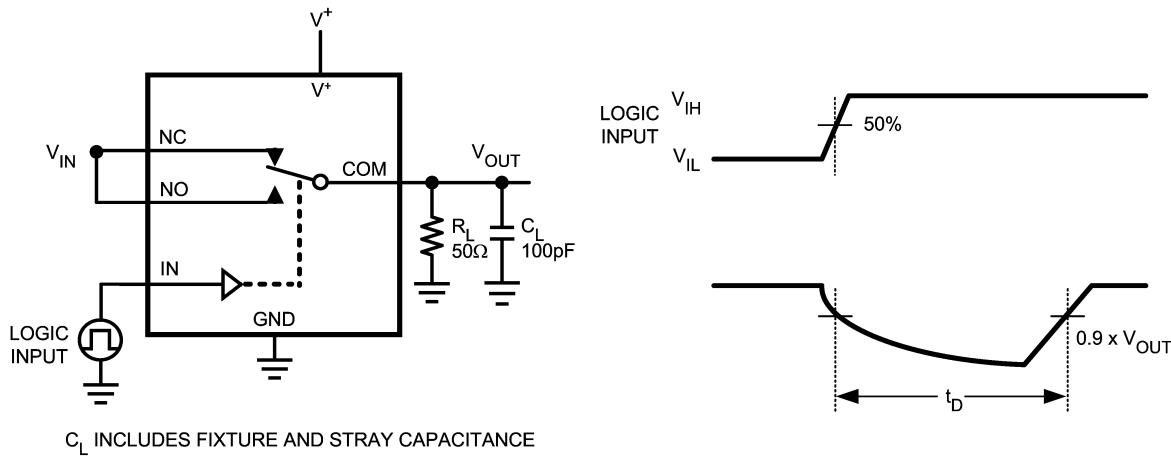 V+
V+
NC
VIN
VOUT
COM
NO
RL
50Ω
CL
100pF
IN
GND
LOGIC
INPUT
CL INCLUDES FIXTURE AND STRAY CAPACITANCE
LOGIC
INPUT
VIH
50%
VIL
0.9 x VOUT
tD